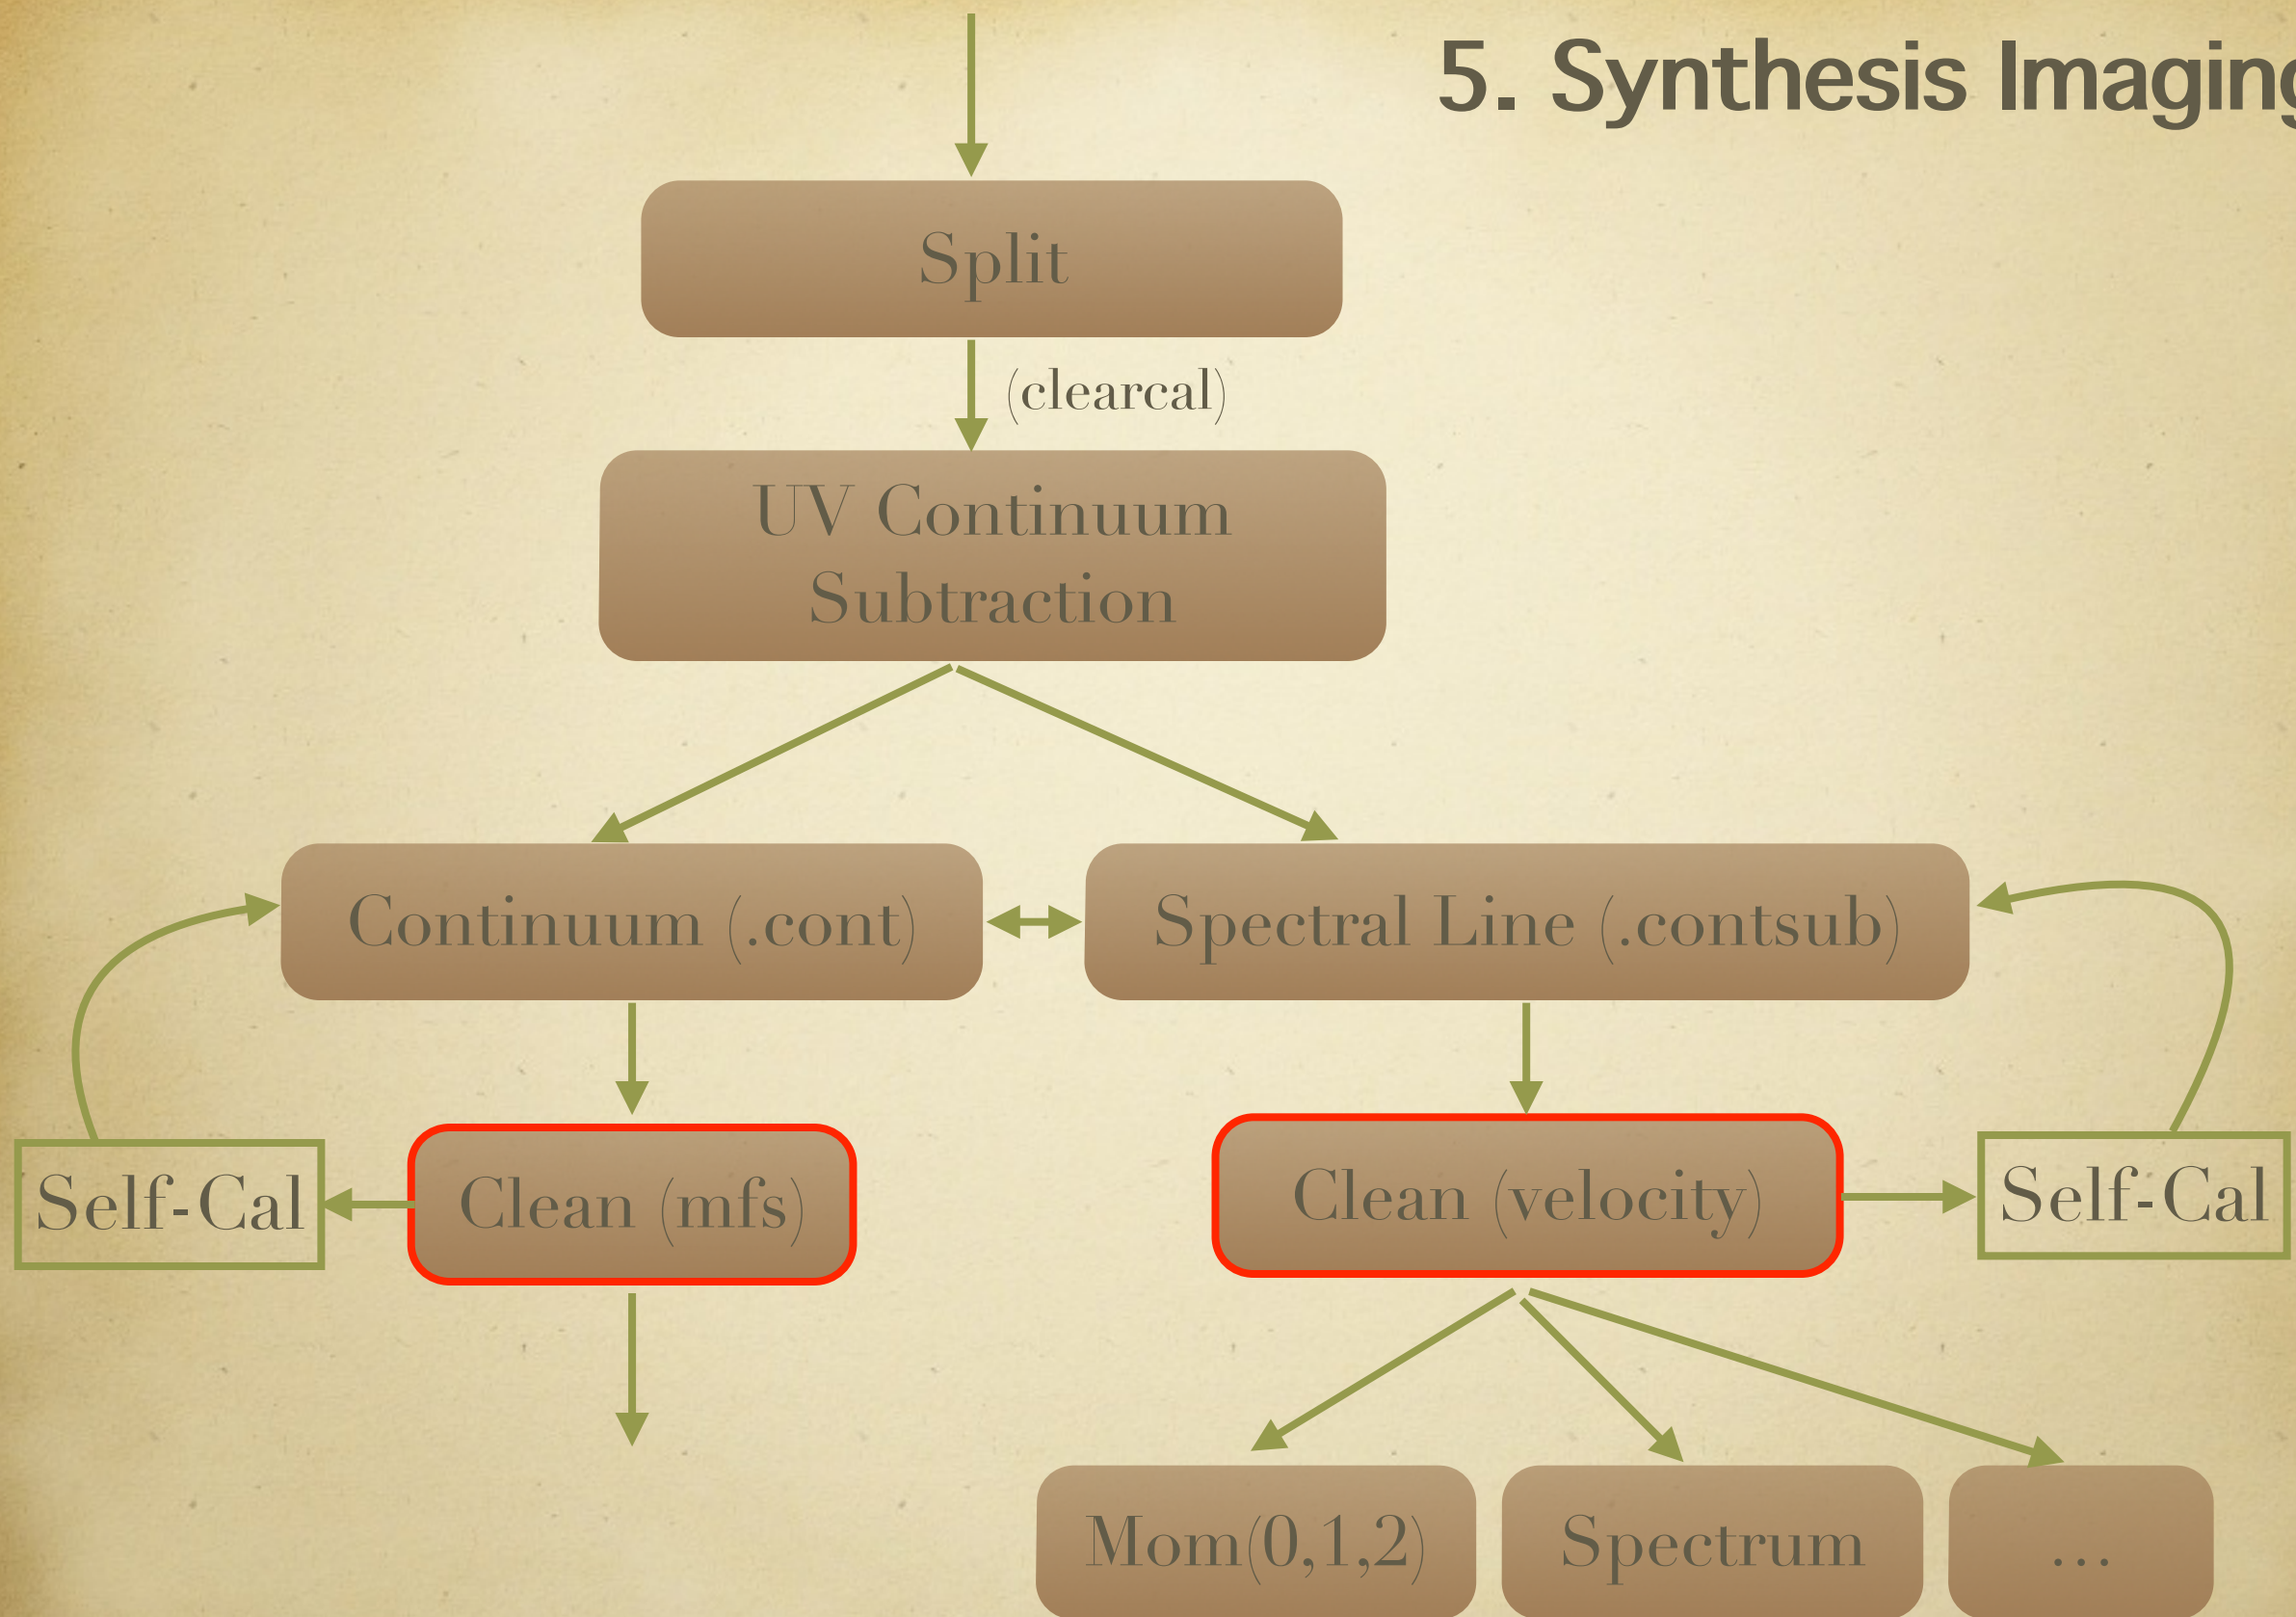 5. Synthesis Imaging
Split
(clearcal)
UV Continuum
Subtraction
Continuum (.cont)
Spectral Line (.contsub)
Self-Cal
Clean (mfs)
Clean (velocity)
Self-Cal
Mom(0,1,2)
Spectrum
...